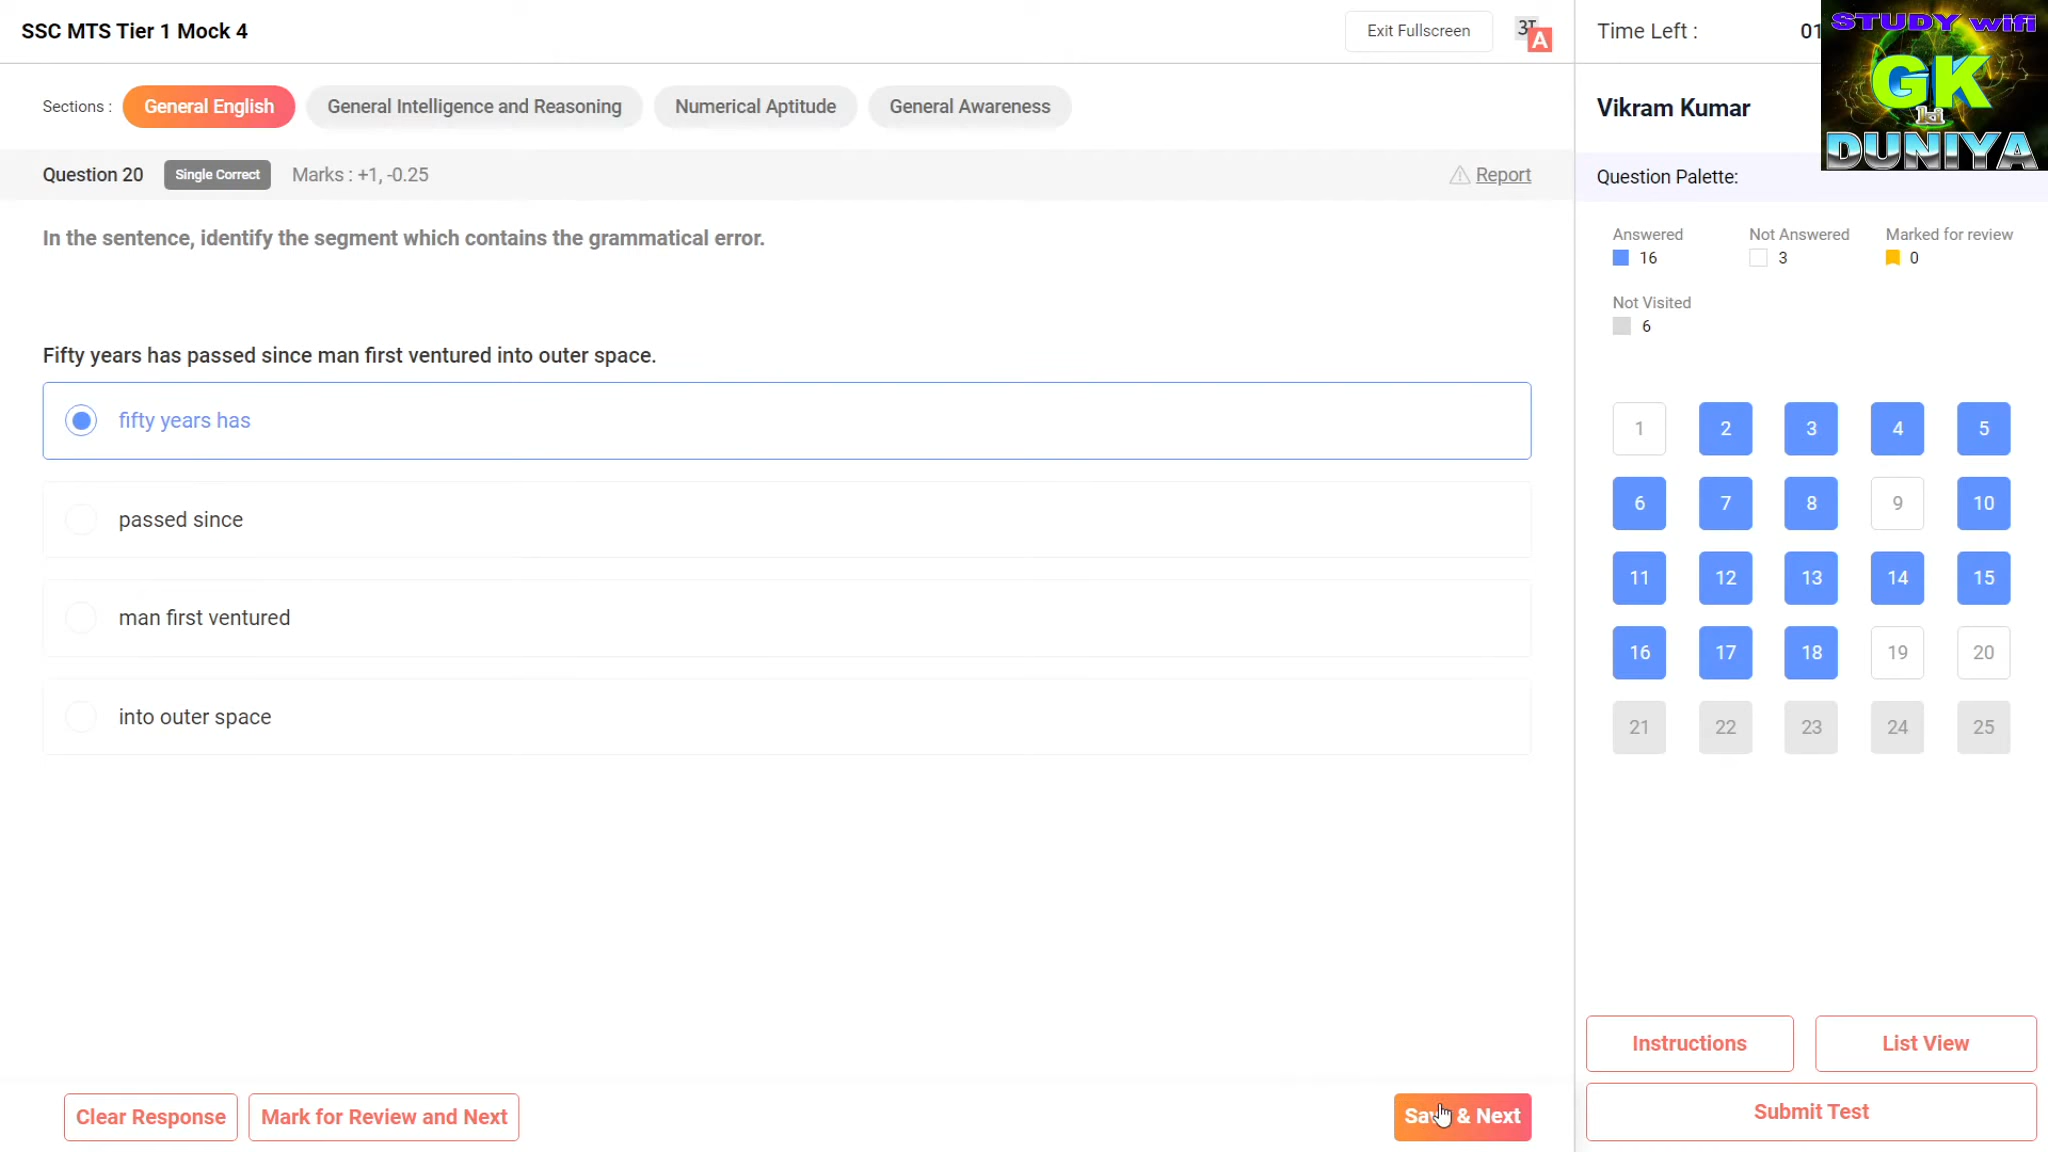 SSC MTS Tier 1 Mock 4
Exit Fullscreen
A
Time Left :
01
STUDY wifi
GK
ki
DUNIYA
Sections :
General English
General Intelligence and Reasoning
Numerical Aptitude
General Awareness
Vikram Kumar
Question 20
Single Correct
Marks : +1, -0.25
Report
Question Palette:
In the sentence, identify the segment which contains the grammatical error.
Answered
16
Not Answered
3
Marked for review
0
Not Visited
6
Fifty years has passed since man first ventured into outer space.
fifty years has
passed since
man first ventured
into outer space
1 2 3 4 5
6 7 8 9 10
11 12 13 14 15
16 17 18 19 20
21 22 23 24 25
Instructions
List View
Clear Response
Mark for Review and Next
& Next
Submit Test